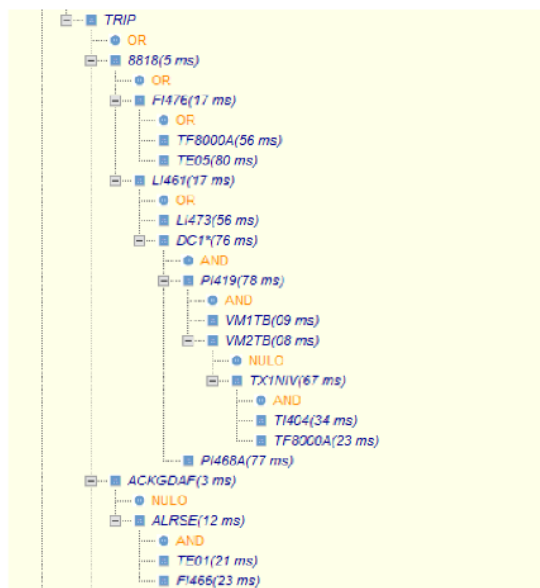 TRIP
OR
8818(5 ms)
OR
FI476(17 ms)
OR
TF8000A(56 ms)
TE05(80 ms)
LI461(17 ms)
OR
LI473(56 ms)
DC1*(76 ms)
AND
PI419(78 ms)
AND
VM1TB(09 ms)
VM2TB(08 ms)
NULO
TX1NIV(67 ms)
AND
TI404(34 ms)
TF8000A(23 ms)
PI468A(77 ms)
ACKGDAF(3 ms)
NULO
ALRSE(12 ms)
AND
TE01(21 ms)
FI466(23 ms)